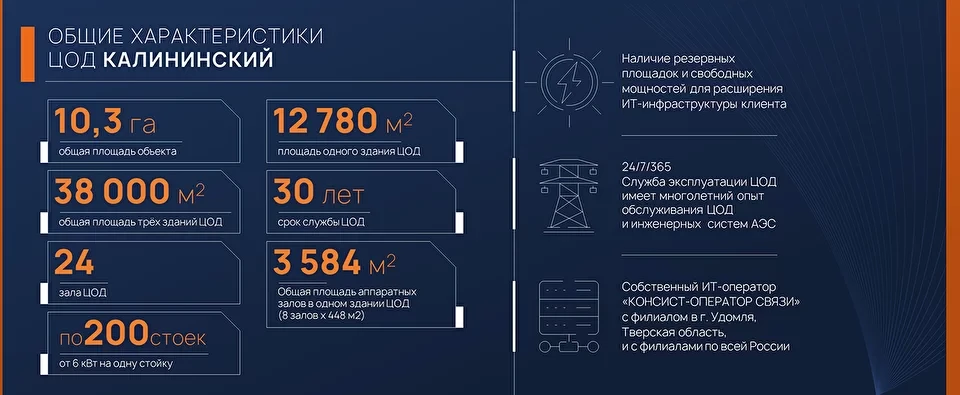 ОБЩИЕ ХАРАКТЕРИСТИКИ
ЦОД КАЛИНИНСКИЙ
10,3 га
общая площадь объекта
12 780 м2
площадь одного здания ЦОД
38 000 м2
общая площадь трёх зданий ЦОД
30 лет
срок службы ЦОД
24
зала ЦОД
3 584 м2
Общая площадь аппаратных
залов в одном здании ЦОД
(8 залов х 448 м2)
по 200 стоек
от 6 кВт на одну стойку
Наличие резервных
площадок и свободных
мощностей для расширения
ИТ-инфраструктуры клиента
24/7/365
Служба эксплуатации ЦОД
имеет многолетний опыт
обслуживания ЦОД
и инженерных систем АЭС
Собственный ИТ-оператор
«КОНСИСТ-ОПЕРАТОР СВЯЗИ»
с филиалом в г. Удомля,
Тверская область,
и с филиалами по всей России